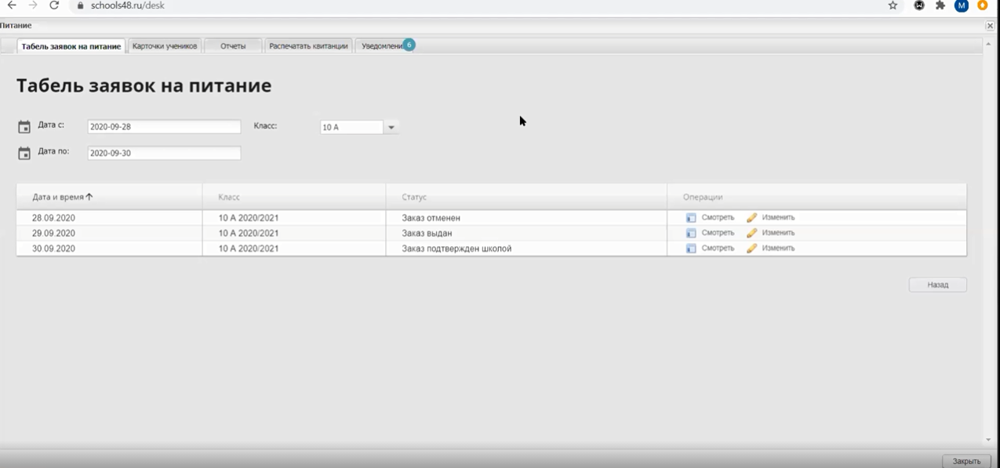 schools48.ru/desk
М
Питание
Табель заявок на питание Карточки учеников Отчеты Распечатать квитанции Уведомлени 6
Табель заявок на питание
Дата с: 2020-09-28 Класс: 10 А
Дата по: 2020-09-30
Дата и время Класс Статус Операции
28.09.2020 10 А 2020/2021 Заказ отменен Смотреть Изменить
29.09.2020 10 А 2020/2021 Заказ выдан Смотреть Изменить
30.09.2020 10 А 2020/2021 Заказ подтвержден школой Смотреть Изменить
Назад
Закрыть